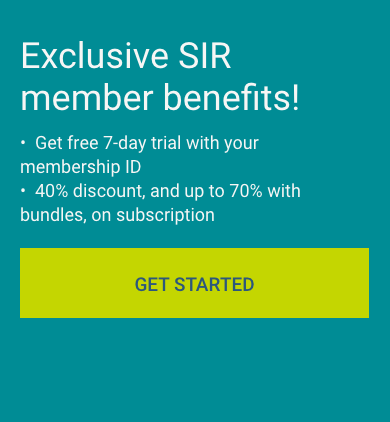 Exclusive SIR
member benefits!
• Get free 7-day trial with your
membership ID
• 40% discount, and up to 70% with
bundles, on subscription
GET STARTED